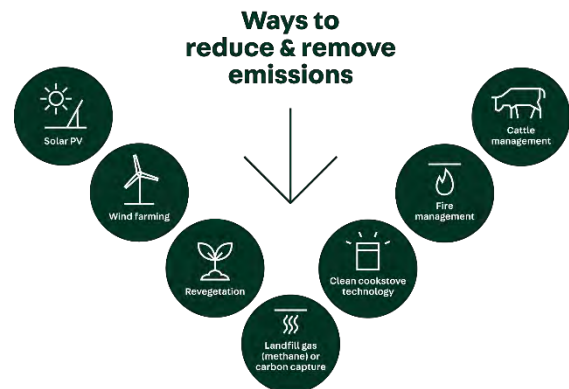 Ways to
reduce & remove
emissions
Solar PV
Wind farming
Revegetation
Landfill gas
(methane) or
carbon capture
Clean cookstove
technology
Fire
management
Cattle
management